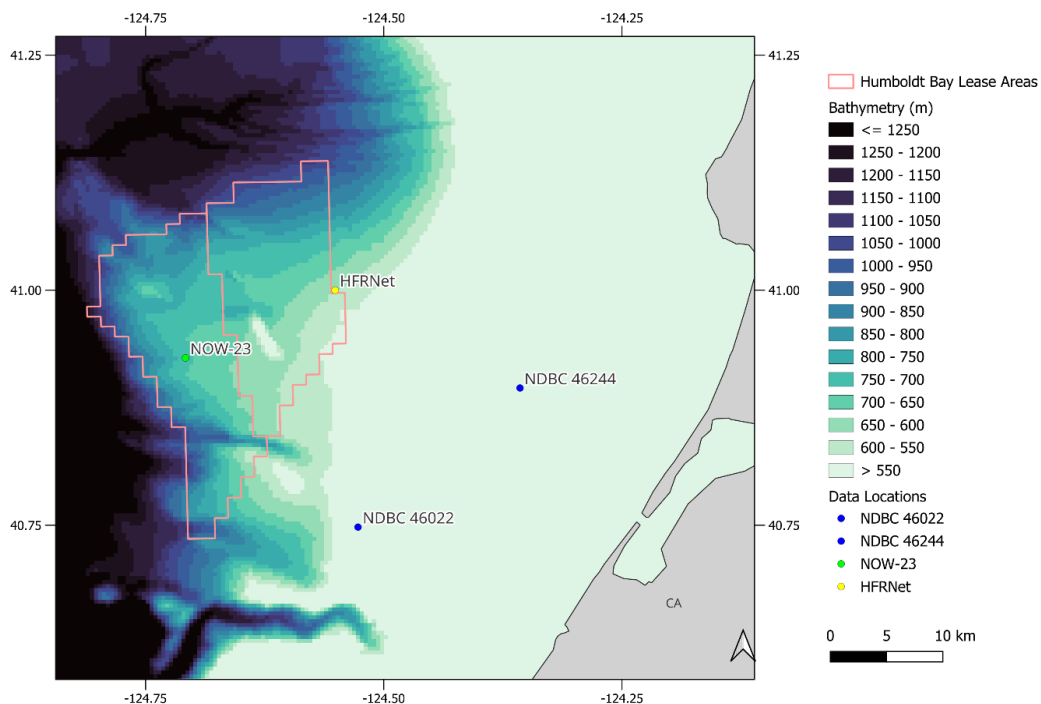 -124.75 -124.50 -124.25
41.25 41.25
Humboldt Bay Lease Areas
Bathymetry (m)
<= 1250
1250 - 1200
1200 - 1150
1150 - 1100
1100 - 1050
1050 - 1000
1000 - 950
950 - 900
900 - 850
850 - 800
800 - 750
750 - 700
700 - 650
650 - 600
600 - 550
> 550
Data Locations
NDBC 46022
NDBC 46244
NOW-23
HFRNet
0 5 10 km
HFRNet
41.00 41.00
NOW-23
NDBC 46244
NDBC 46022
40.75 40.75
CA
-124.75 -124.50 -124.25